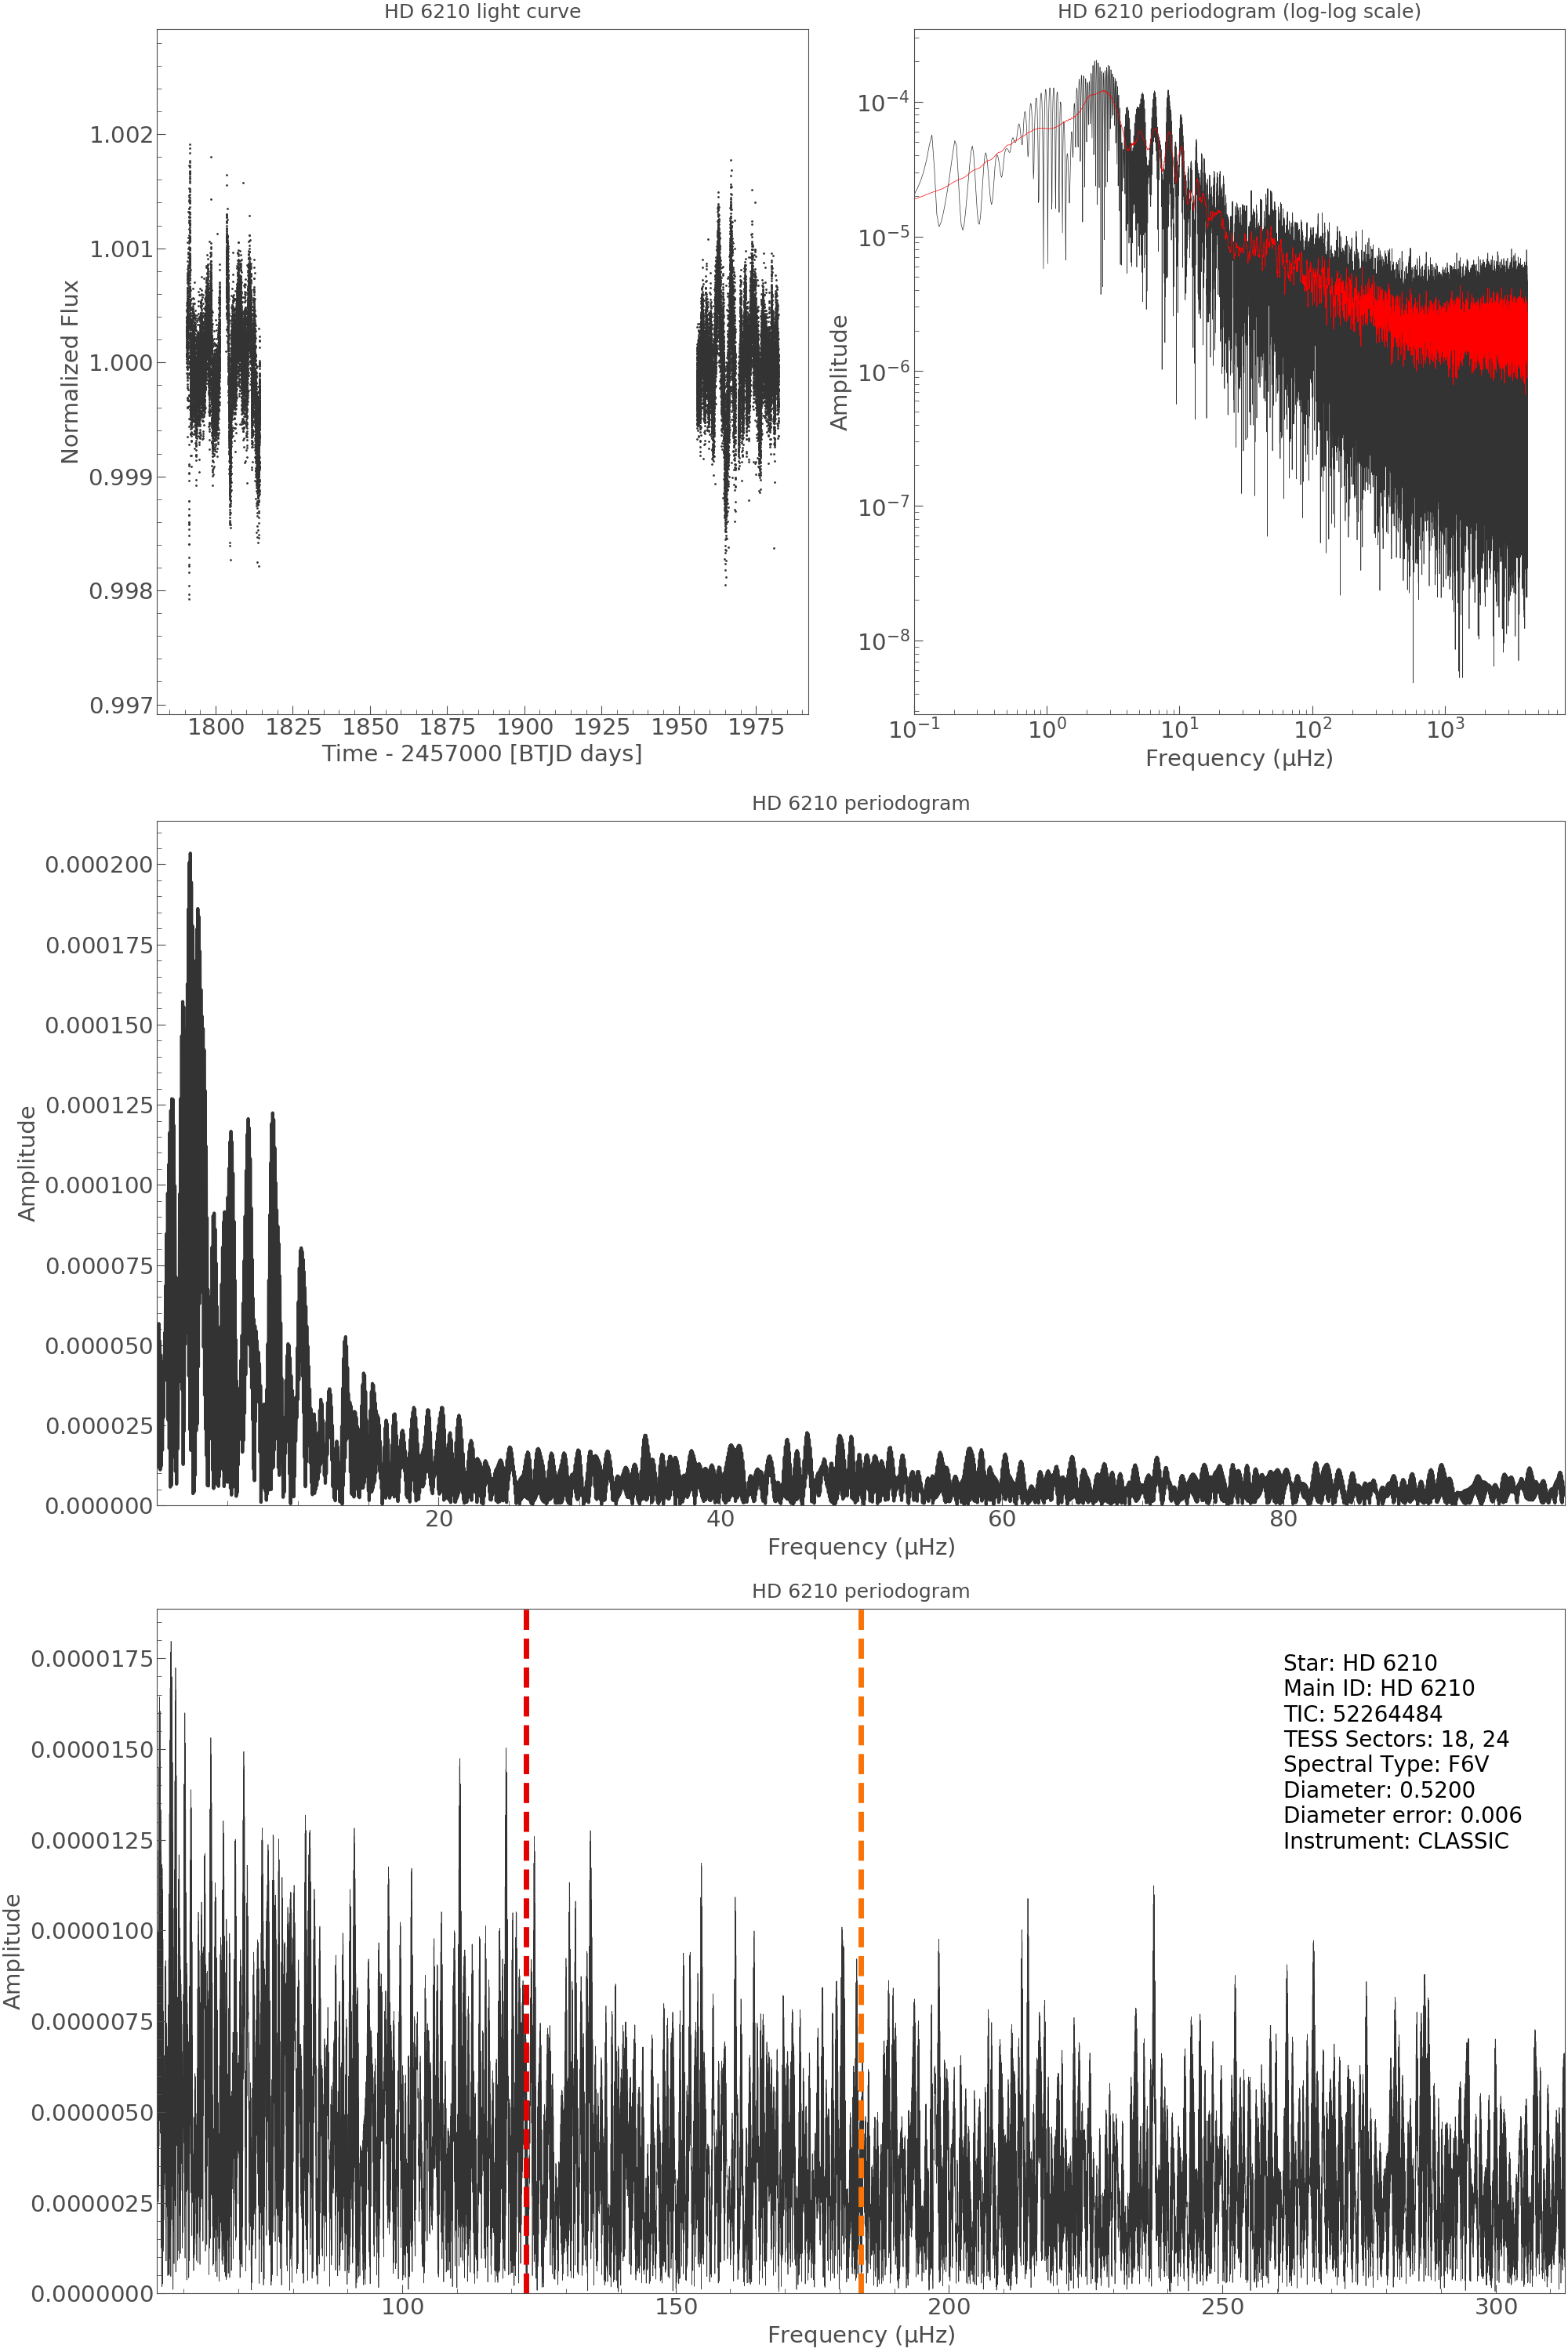 HD 6210 light curve
1.002
1.001
1.000
0.999
0.998
0.997
Normalized Flux
1800 1825 1850 1875 1900 1925 1950 1975
Time - 2457000 [BTJD days]
HD 6210 periodogram (log-log scale)
10⁻⁴
10⁻⁵
10⁻⁶
10⁻⁷
10⁻⁸
Amplitude
10⁻¹ 10⁰ 10¹ 10² 10³
Frequency (μHz)
HD 6210 periodogram
0.000200
0.000175
0.000150
0.000125
0.000100
0.000075
0.000050
0.000025
0.000000
Amplitude
20 40 60 80
Frequency (μHz)
HD 6210 periodogram
0.0000175
0.0000150
0.0000125
0.0000100
0.0000075
0.0000050
0.0000025
0.0000000
Amplitude
Star: HD 6210
Main ID: HD 6210
TIC: 52264484
TESS Sectors: 18, 24
Spectral Type: F6V
Diameter: 0.5200
Diameter error: 0.006
Instrument: CLASSIC
100 150 200 250 300
Frequency (μHz)